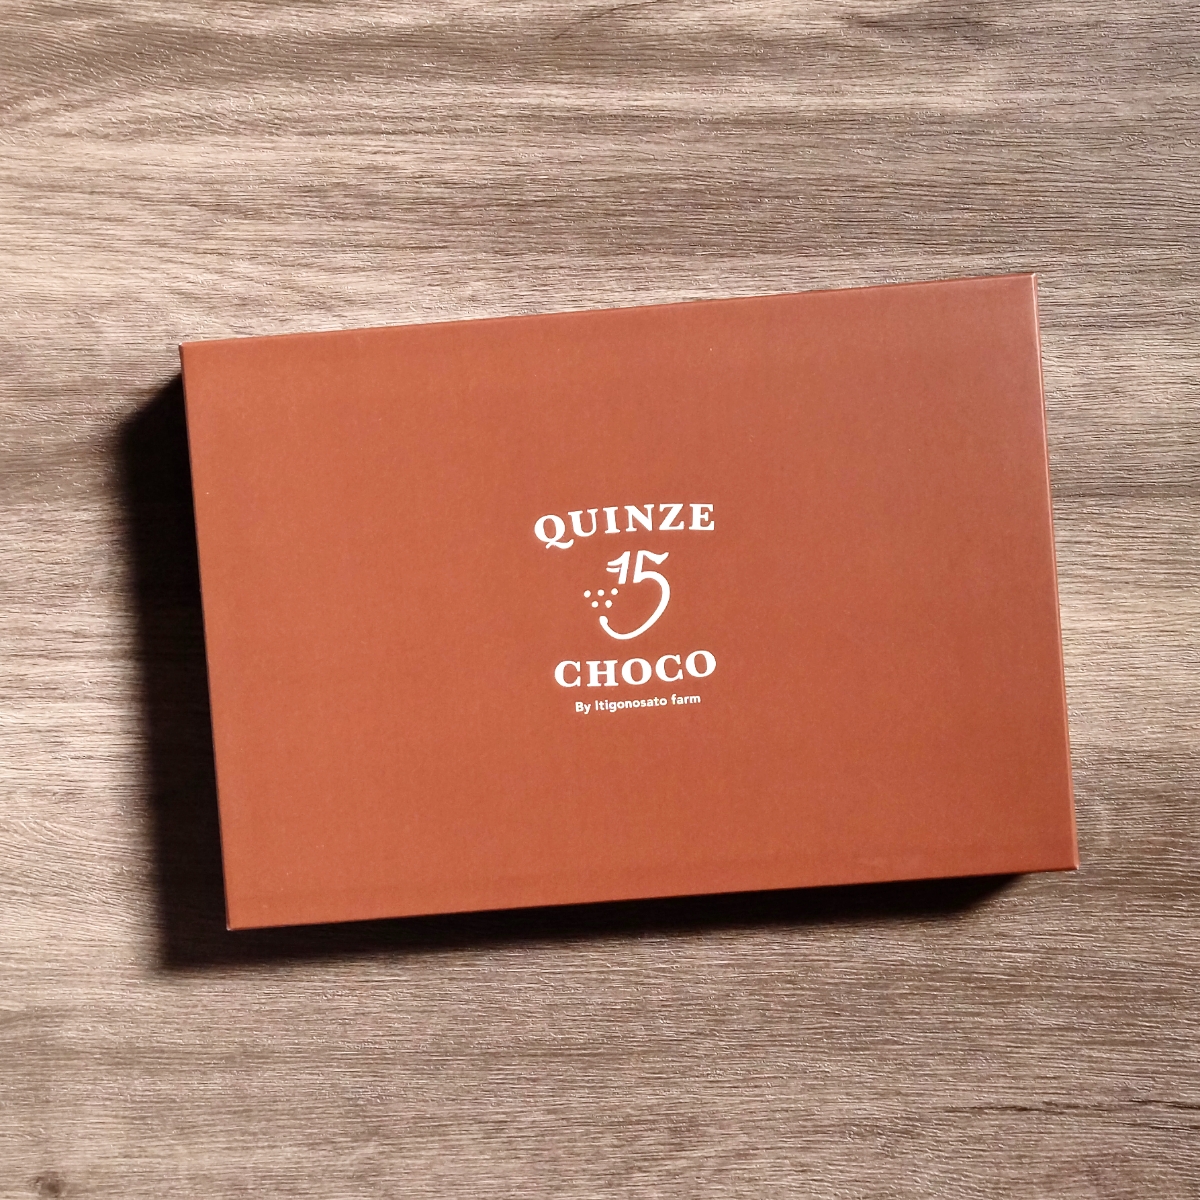 QUINZE
15
CHOCO
By Itigonosato farm